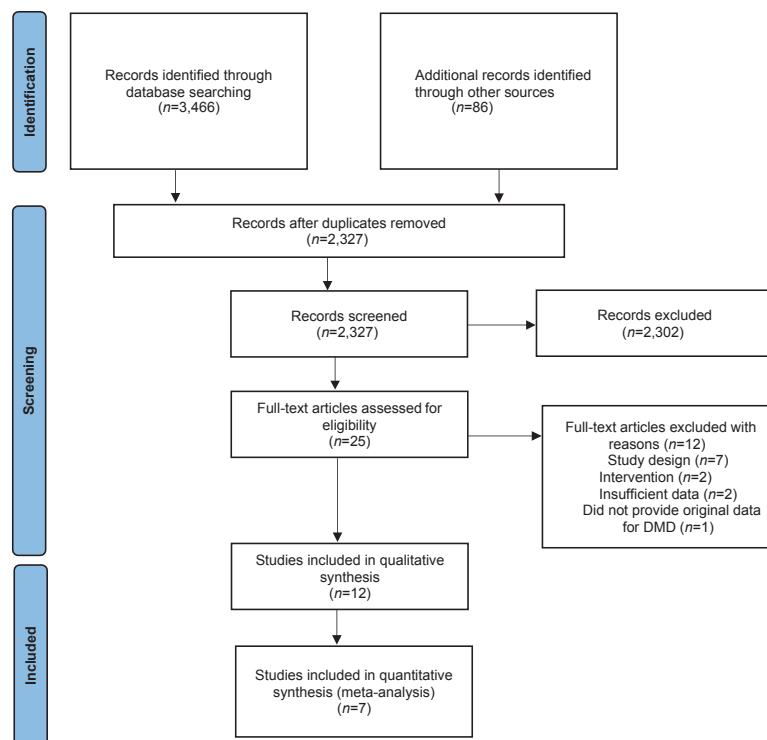 Identification
Records identified through
database searching
(n=3,466)
Additional records identified
through other sources
(n=86)
Screening
Records after duplicates removed
(n=2,327)
Records screened
(n=2,327)
Records excluded
(n=2,302)
Full-text articles assessed for
eligibility
(n=25)
Full-text articles excluded with
reasons (n=12)
Study design (n=7)
Intervention (n=2)
Insufficient data (n=2)
Did not provide original data
for DMD (n=1)
Included
Studies included in qualitative
synthesis
(n=12)
Studies included in quantitative
synthesis (meta-analysis)
(n=7)